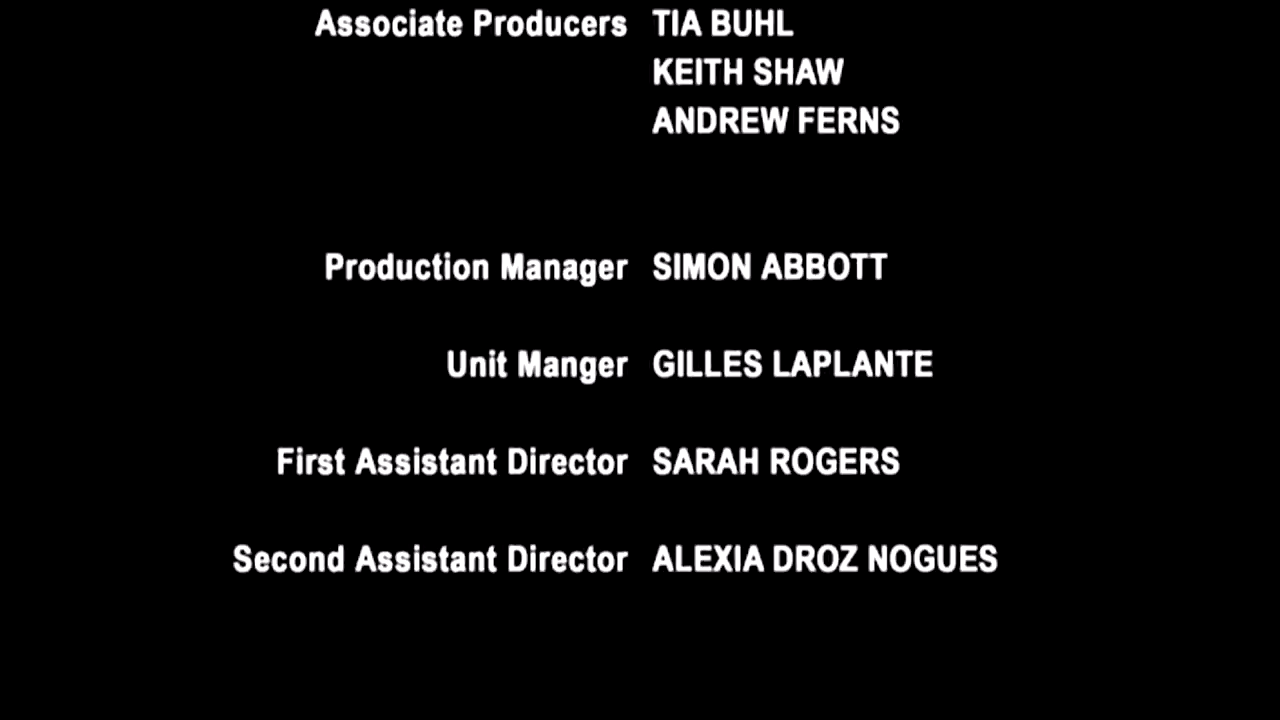 Associate Producers TIA BUHL
KEITH SHAW
ANDREW FERNS
Production Manager SIMON ABBOTT
Unit Manger GILLES LAPLANTE
First Assistant Director SARAH ROGERS
Second Assistant Director ALEXIA DROZ NOGUES